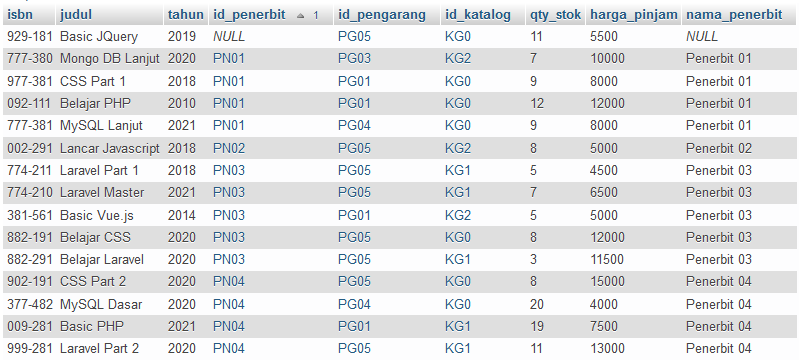 isbn judul tahun id_penerbit 1 id_pengarang id_katalog qty_stok harga_pinjam nama_penerbit
929-181 Basic JQuery 2019 NULL PG05 KG0 11 5500 NULL
777-380 Mongo DB Lanjut 2020 PN01 PG03 KG2 7 10000 Penerbit 01
977-381 CSS Part 1 2018 PN01 PG01 KG0 9 8000 Penerbit 01
092-111 Belajar PHP 2010 PN01 PG01 KG0 12 12000 Penerbit 01
777-381 MySQL Lanjut 2021 PN01 PG04 KG0 9 8000 Penerbit 01
002-291 Lancar Javascript 2018 PN02 PG05 KG2 8 5000 Penerbit 02
774-211 Laravel Part 1 2018 PN03 PG05 KG1 5 4500 Penerbit 03
774-210 Laravel Master 2021 PN03 PG05 KG1 7 6500 Penerbit 03
381-561 Basic Vue.js 2014 PN03 PG01 KG2 5 5000 Penerbit 03
882-191 Belajar CSS 2020 PN03 PG05 KG0 8 12000 Penerbit 03
882-291 Belajar Laravel 2020 PN03 PG05 KG1 3 11500 Penerbit 03
902-191 CSS Part 2 2020 PN04 PG05 KG0 8 15000 Penerbit 04
377-482 MySQL Dasar 2020 PN04 PG04 KG0 20 4000 Penerbit 04
009-281 Basic PHP 2021 PN04 PG01 KG1 19 7500 Penerbit 04
999-281 Laravel Part 2 2020 PN04 PG05 KG1 11 13000 Penerbit 04